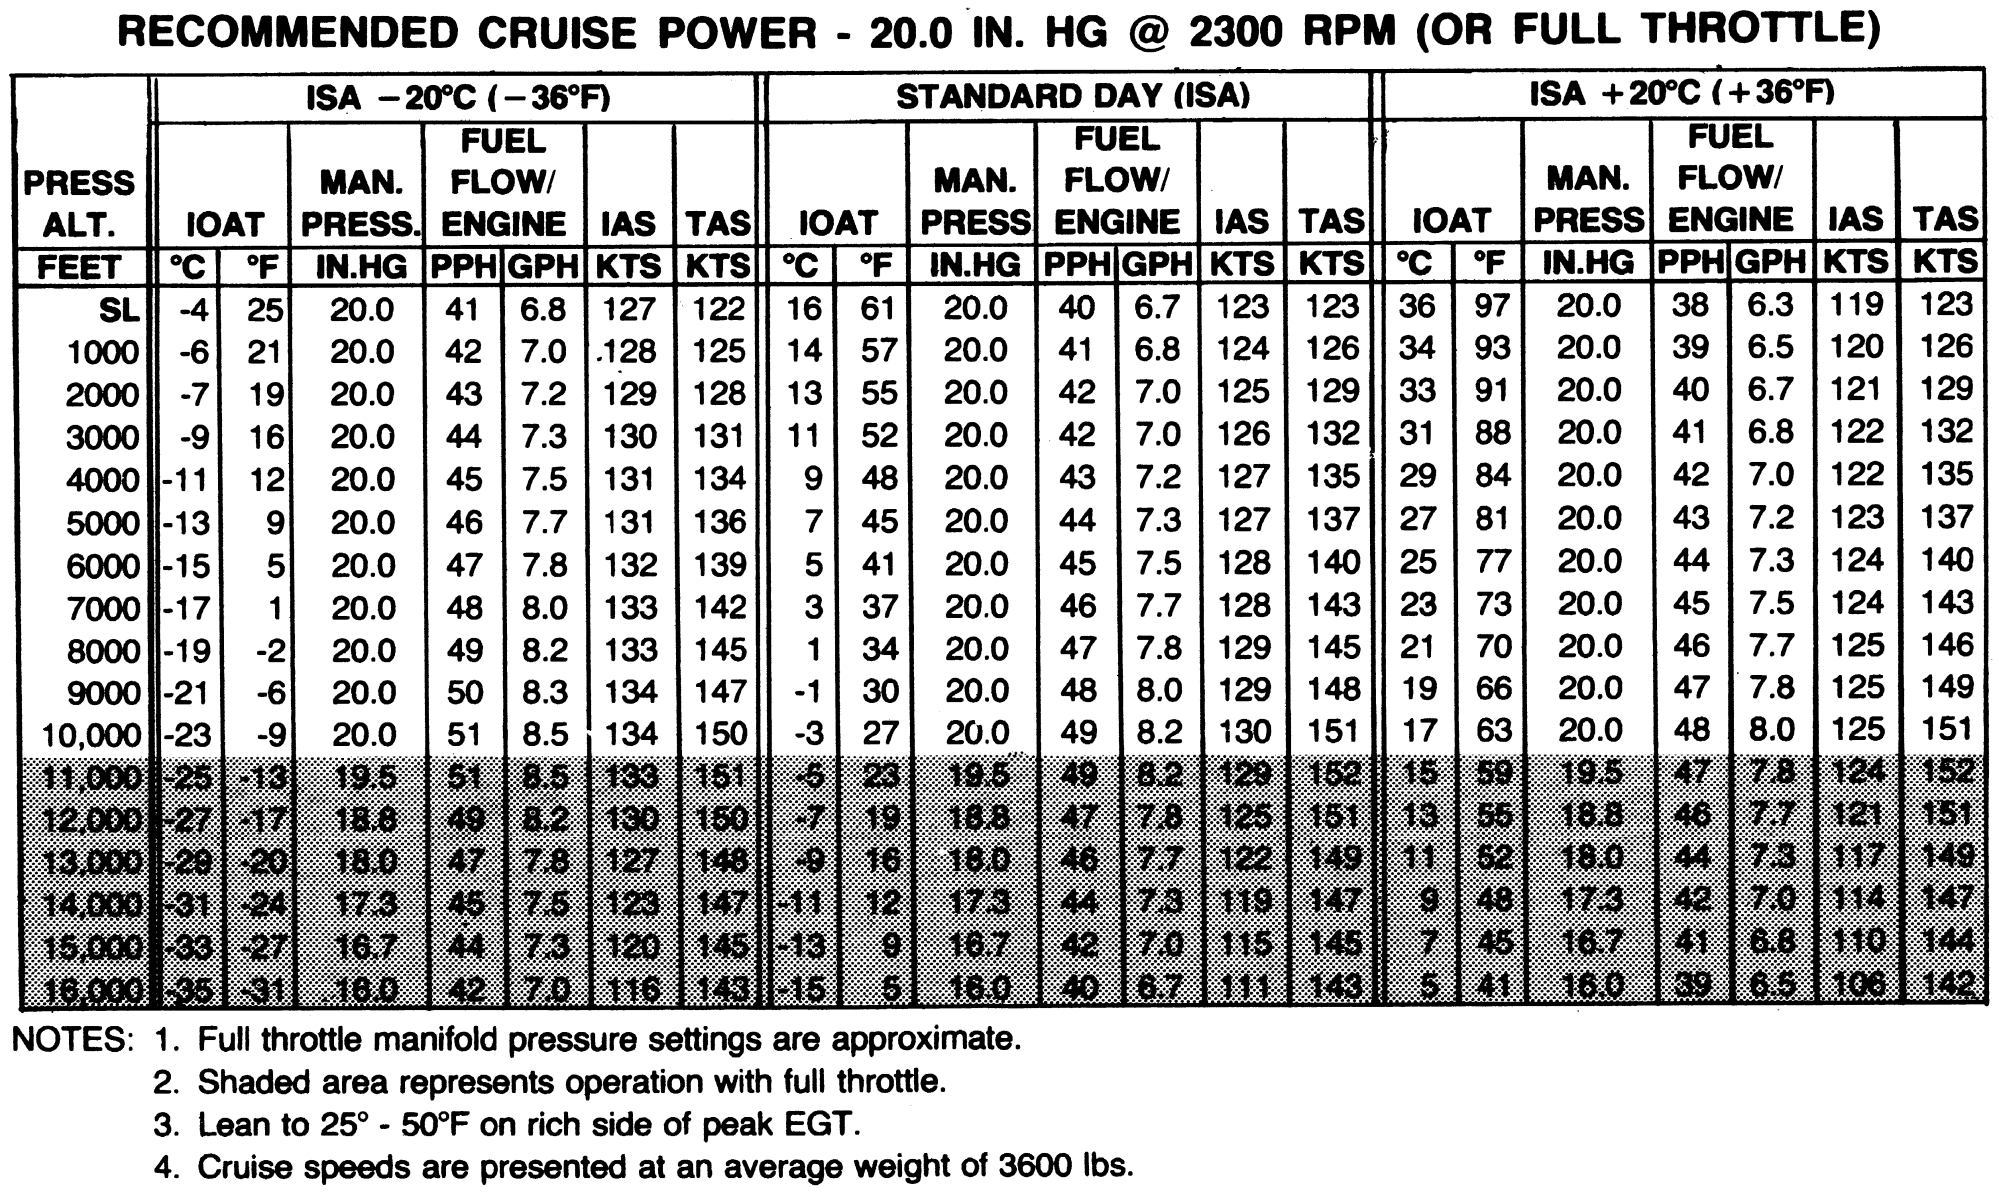 RECOMMENDED CRUISE POWER - 20.0 IN. HG @ 2300 RPM (OR FULL THROTTLE)
ISA −20°C (−36°F) STANDARD DAY (ISA) ISA +20°C (+36°F)
FUEL FUEL FUEL
PRESS MAN. FLOW/ MAN. FLOW/ MAN. FLOW/
ALT. IOAT PRESS. ENGINE IAS TAS IOAT PRESS ENGINE IAS TAS IOAT PRESS ENGINE IAS TAS
FEET °C °F IN.HG PPH GPH KTS KTS °C °F IN.HG PPH GPH KTS KTS °C °F IN.HG PPH GPH KTS KTS
SL -4 25 20.0 41 6.8 127 122 16 61 20.0 40 6.7 123 123 36 97 20.0 38 6.3 119 123
1000 -6 21 20.0 42 7.0 128 125 14 57 20.0 41 6.8 124 126 34 93 20.0 39 6.5 120 126
2000 -7 19 20.0 43 7.2 129 128 13 55 20.0 42 7.0 125 129 33 91 20.0 40 6.7 121 129
3000 -9 16 20.0 44 7.3 130 131 11 52 20.0 42 7.0 126 132 31 88 20.0 41 6.8 122 132
4000 -11 12 20.0 45 7.5 131 134 9 48 20.0 43 7.2 127 135 29 84 20.0 42 7.0 122 135
5000 -13 9 20.0 46 7.7 131 136 7 45 20.0 44 7.3 127 137 27 81 20.0 43 7.2 123 137
6000 -15 5 20.0 47 7.8 132 139 5 41 20.0 45 7.5 128 140 25 77 20.0 44 7.3 124 140
7000 -17 1 20.0 48 8.0 133 142 3 37 20.0 46 7.7 128 143 23 73 20.0 45 7.5 124 143
8000 -19 -2 20.0 49 8.2 133 145 1 34 20.0 47 7.8 129 145 21 70 20.0 46 7.7 125 146
9000 -21 -6 20.0 50 8.3 134 147 -1 30 20.0 48 8.0 129 148 19 66 20.0 47 7.8 125 149
10,000 -23 -9 20.0 51 8.5 134 150 -3 27 20.0 49 8.2 130 151 17 63 20.0 48 8.0 125 151
11,000 -25 -13 19.5 51 8.5 133 151 -5 23 19.5 49 8.2 129 152 15 59 19.5 47 7.8 124 152
12,000 -27 -17 18.8 49 8.2 130 150 -7 19 18.8 47 7.8 125 151 13 55 18.8 46 7.7 121 151
13,000 -29 -20 18.0 47 7.8 127 148 -9 16 18.0 46 7.7 122 149 11 52 18.0 44 7.3 117 149
14,000 -31 -24 17.3 45 7.5 123 147 -11 12 17.3 44 7.3 119 147 9 48 17.3 42 7.0 114 147
15,000 -33 -27 16.7 44 7.3 120 145 -13 9 16.7 42 7.0 115 145 7 45 16.7 41 6.8 110 144
16,000 -35 -31 16.0 42 7.0 116 143 -15 5 16.0 40 6.7 111 143 5 41 16.0 39 6.5 106 142
NOTES: 1. Full throttle manifold pressure settings are approximate.
2. Shaded area represents operation with full throttle.
3. Lean to 25° - 50°F on rich side of peak EGT.
4. Cruise speeds are presented at an average weight of 3600 lbs.